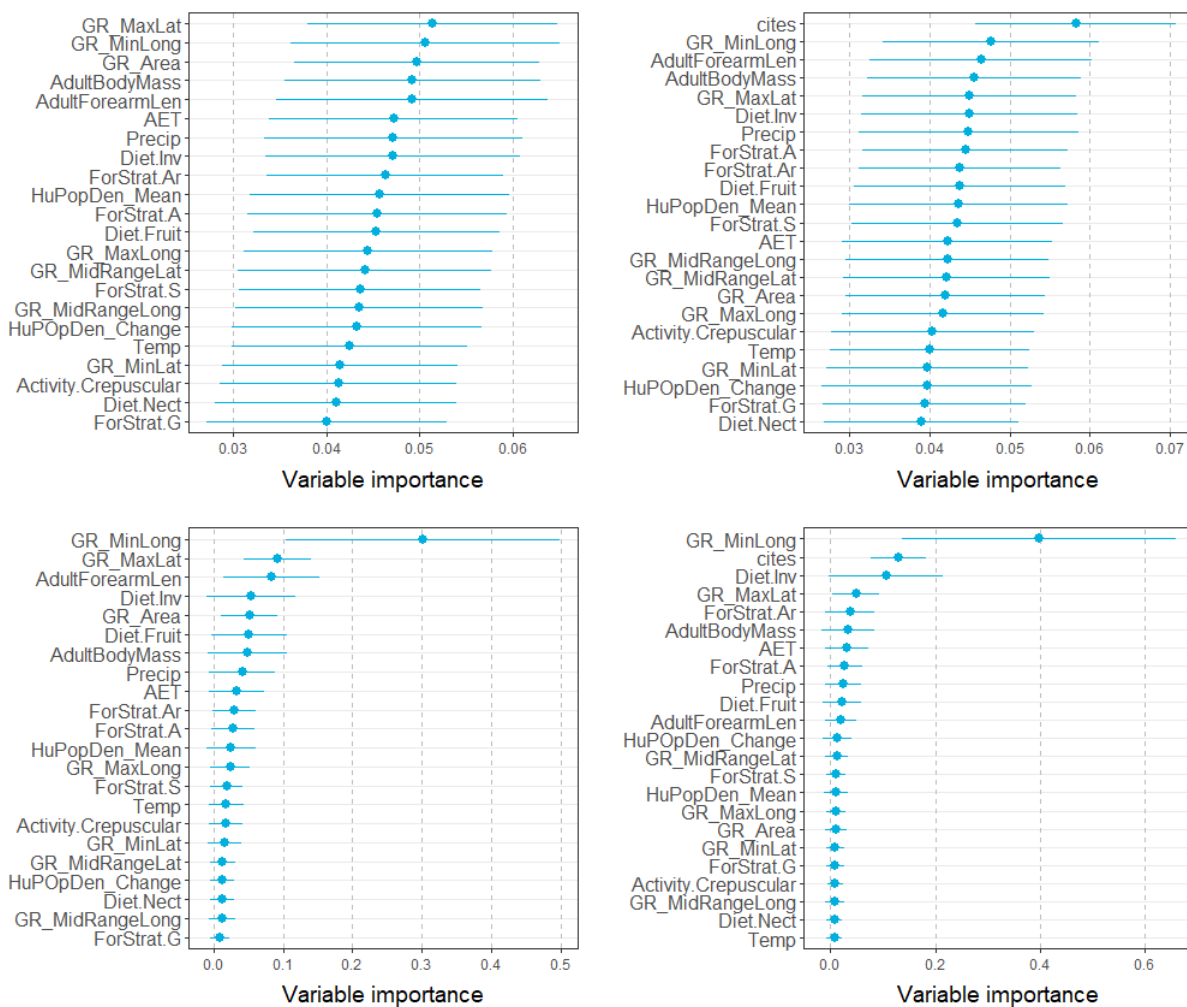 GR_MaxLat
GR_MinLong
GR_Area
AdultBodyMass
AdultForearmLen
AET
Precip
Diet.Inv
ForStrat.Ar
HuPopDen_Mean
ForStrat.A
Diet.Fruit
GR_MaxLong
GR_MidRangeLat
ForStrat.S
GR_MidRangeLong
HuPOpDen_Change
Temp
GR_MinLat
Activity.Crepuscular
Diet.Nect
ForStrat.G
0.03 0.04 0.05 0.06
Variable importance
cites
GR_MinLong
AdultForearmLen
AdultBodyMass
GR_MaxLat
Diet.Inv
Precip
ForStrat.A
ForStrat.Ar
Diet.Fruit
HuPopDen_Mean
ForStrat.S
AET
GR_MidRangeLong
GR_MidRangeLat
GR_Area
GR_MaxLong
Activity.Crepuscular
Temp
GR_MinLat
HuPOpDen_Change
ForStrat.G
Diet.Nect
0.03 0.04 0.05 0.06 0.07
Variable importance
GR_MinLong
GR_MaxLat
AdultForearmLen
Diet.Inv
GR_Area
Diet.Fruit
AdultBodyMass
Precip
AET
ForStrat.Ar
ForStrat.A
HuPopDen_Mean
GR_MaxLong
ForStrat.S
Temp
Activity.Crepuscular
GR_MinLat
GR_MidRangeLat
HuPOpDen_Change
Diet.Nect
GR_MidRangeLong
ForStrat.G
0.0 0.1 0.2 0.3 0.4 0.5
Variable importance
GR_MinLong
cites
Diet.Inv
GR_MaxLat
ForStrat.Ar
AdultBodyMass
AET
ForStrat.A
Precip
Diet.Fruit
AdultForearmLen
HuPOpDen_Change
GR_MidRangeLat
ForStrat.S
HuPopDen_Mean
GR_MaxLong
GR_Area
GR_MinLat
ForStrat.G
Activity.Crepuscular
GR_MidRangeLong
Diet.Nect
Temp
0.0 0.2 0.4 0.6
Variable importance